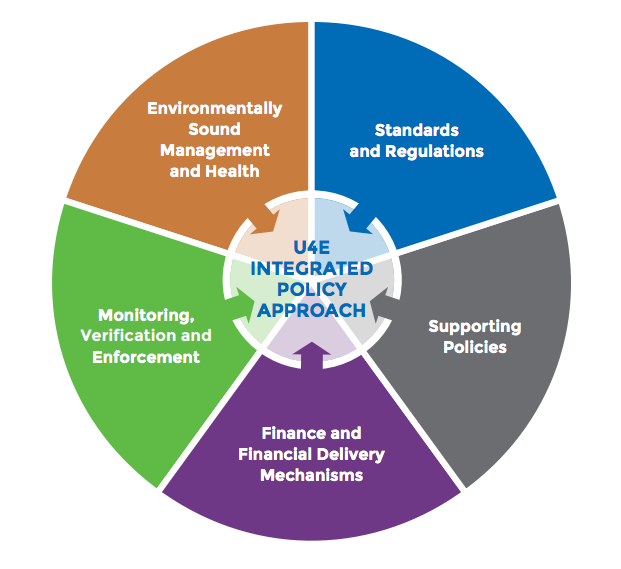 Environmentally
Sound
Management
and Health
Standards
and Regulations
U4E
INTEGRATED
POLICY
APPROACH
Monitoring,
Verification and
Enforcement
Supporting
Policies
Finance and
Financial Delivery
Mechanisms